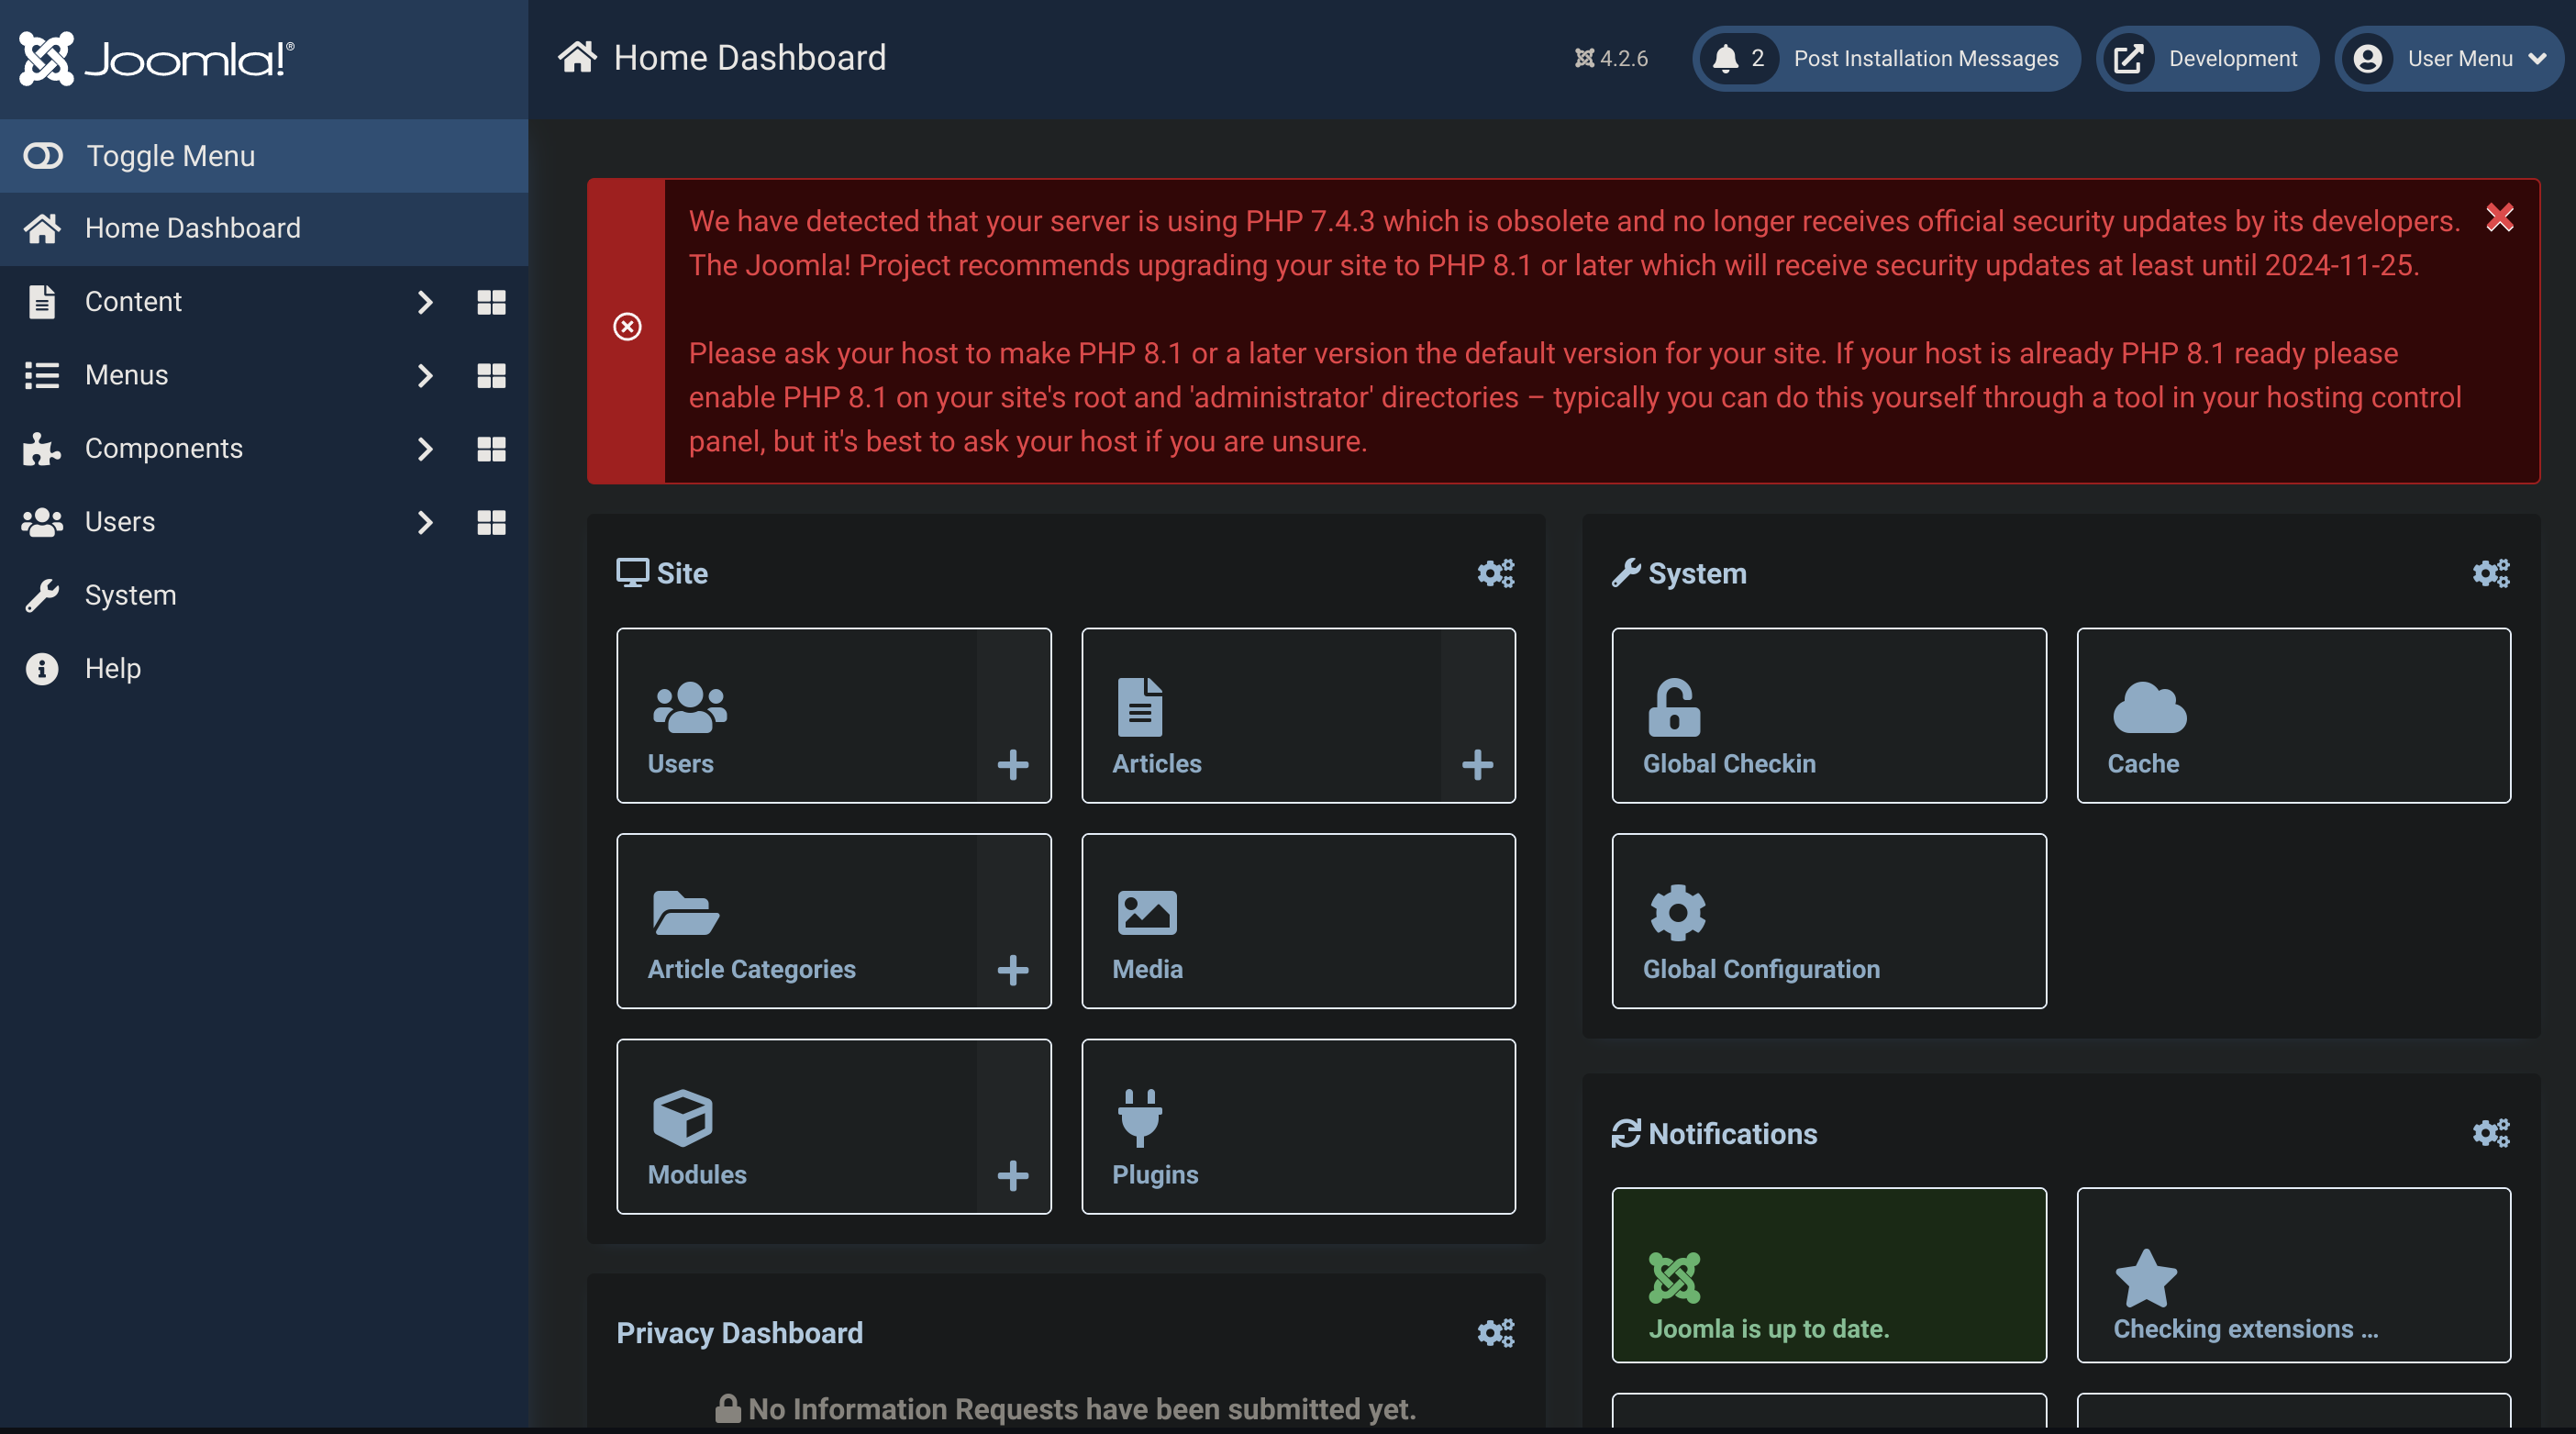 Joomla!®
Home Dashboard
4.2.6
2
Post Installation Messages
Development
User Menu
Toggle Menu
Home Dashboard
Content
Menus
Components
Users
System
Help
We have detected that your server is using PHP 7.4.3 which is obsolete and no longer receives official security updates by its developers.
The Joomla! Project recommends upgrading your site to PHP 8.1 or later which will receive security updates at least until 2024-11-25.
Please ask your host to make PHP 8.1 or a later version the default version for your site. If your host is already PHP 8.1 ready please
enable PHP 8.1 on your site's root and 'administrator' directories – typically you can do this yourself through a tool in your hosting control
panel, but it's best to ask your host if you are unsure.
Site
Users
Articles
Article Categories
Media
Modules
Plugins
Privacy Dashboard
No Information Requests have been submitted yet.
System
Global Checkin
Cache
Global Configuration
Notifications
Joomla is up to date.
Checking extensions ...